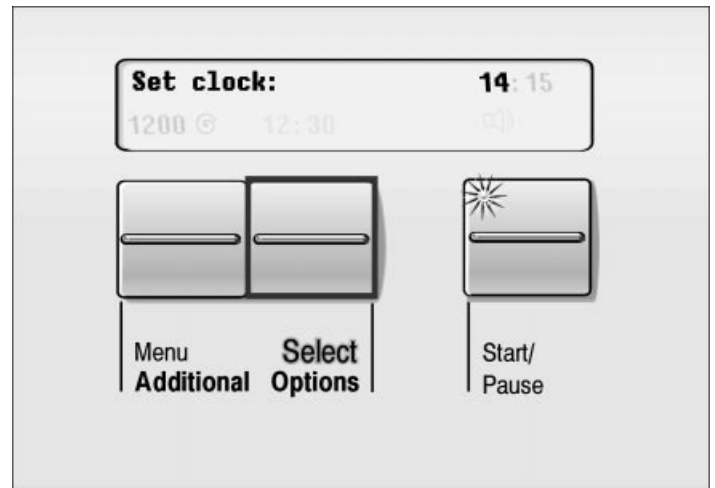 Set clock: 14:15
1200 12:30
Menu Select
Additional Options
Start/
Pause